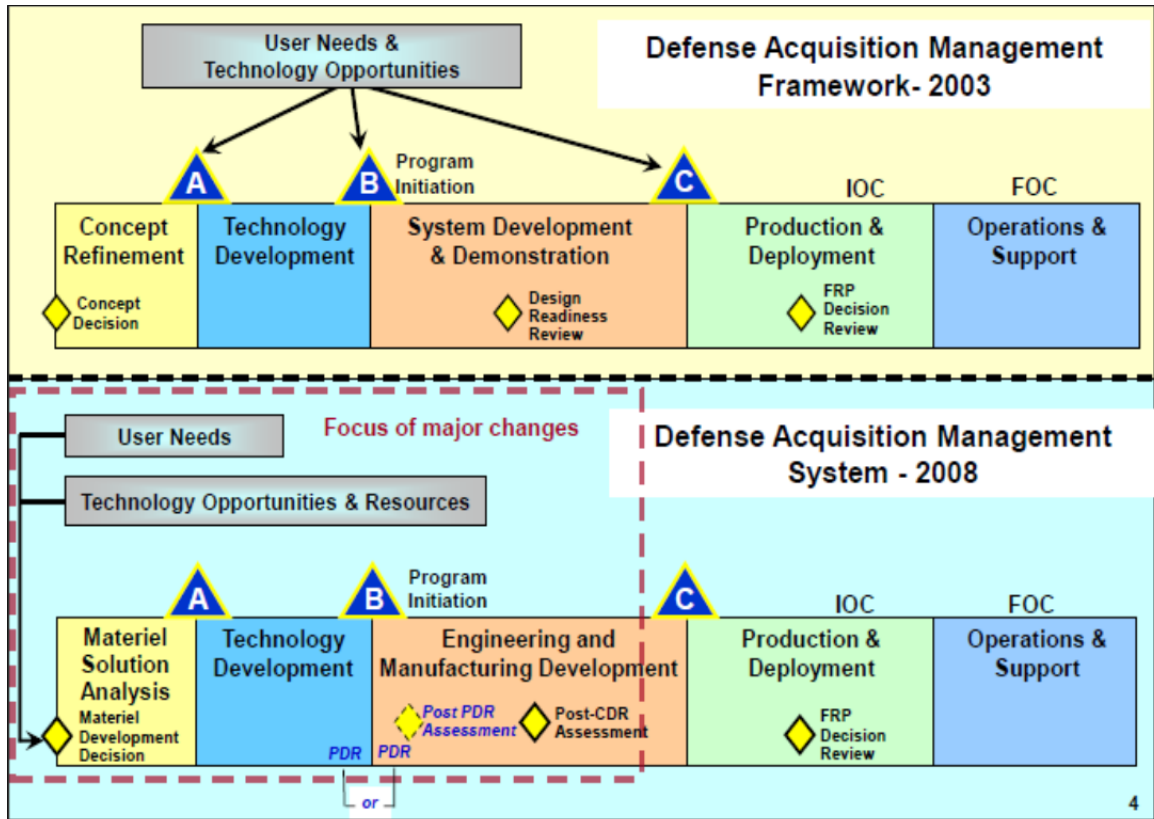 User Needs &
Technology Opportunities
Defense Acquisition Management
Framework- 2003
A
B
Program
Initiation
C
IOC
FOC
Concept
Refinement
Technology
Development
System Development
& Demonstration
Production &
Deployment
Operations &
Support
Concept
Decision
Design
Readiness
Review
FRP
Decision
Review
User Needs
Focus of major changes
Defense Acquisition Management
System - 2008
Technology Opportunities & Resources
A
B
Program
Initiation
C
IOC
FOC
Materiel
Solution
Analysis
Technology
Development
Engineering and
Manufacturing Development
Production &
Deployment
Operations &
Support
Materiel
Development
Decision
PDR
PDR
or
Post PDR
Assessment
Post-CDR
Assessment
FRP
Decision
Review
4